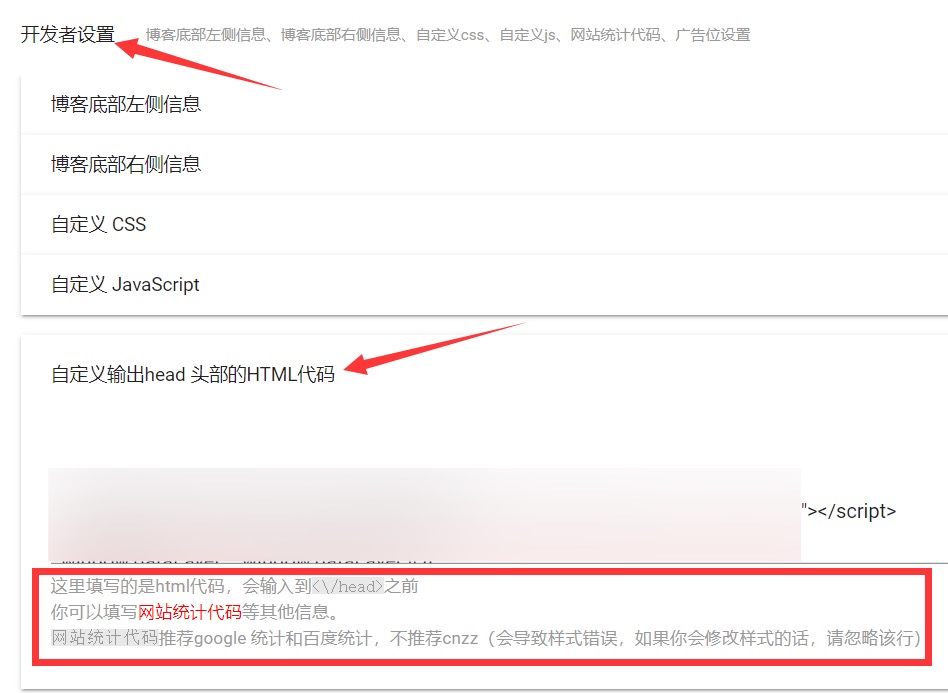 开发者设置 博客底部左侧信息、博客底部右侧信息、自定义css、自定义js、网站统计代码、广告位设置
博客底部左侧信息
博客底部右侧信息
自定义 CSS
自定义 JavaScript
自定义输出head 头部的HTML代码
"></script>
这里填写的是html代码，会输入到<\/head>之前
你可以填写网站统计代码等其他信息。
网站统计代码推荐google 统计和百度统计，不推荐cnzz（会导致样式错误，如果你会修改样式的话，请忽略该行）